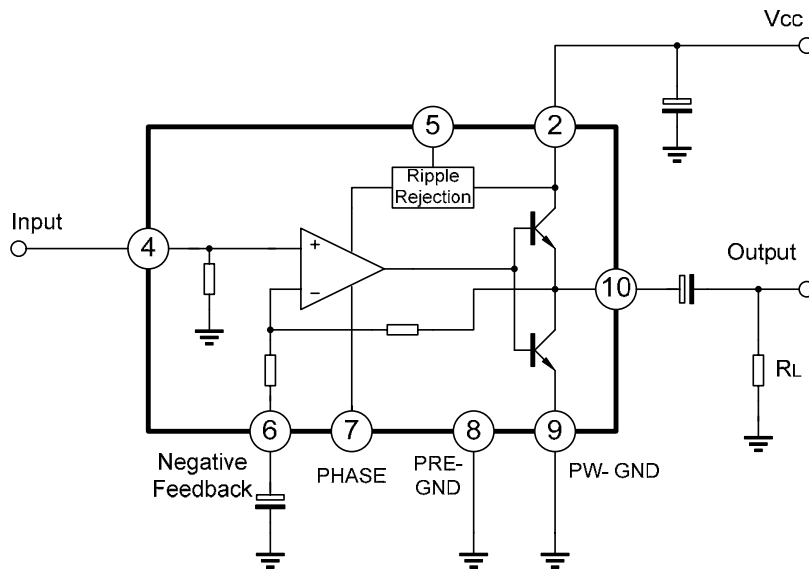 Vcc
5
2
Ripple
Rejection
Input
4
+
−
Output
10
RL
6
7
8
9
Negative
Feedback
PHASE
PRE-
GND
PW- GND